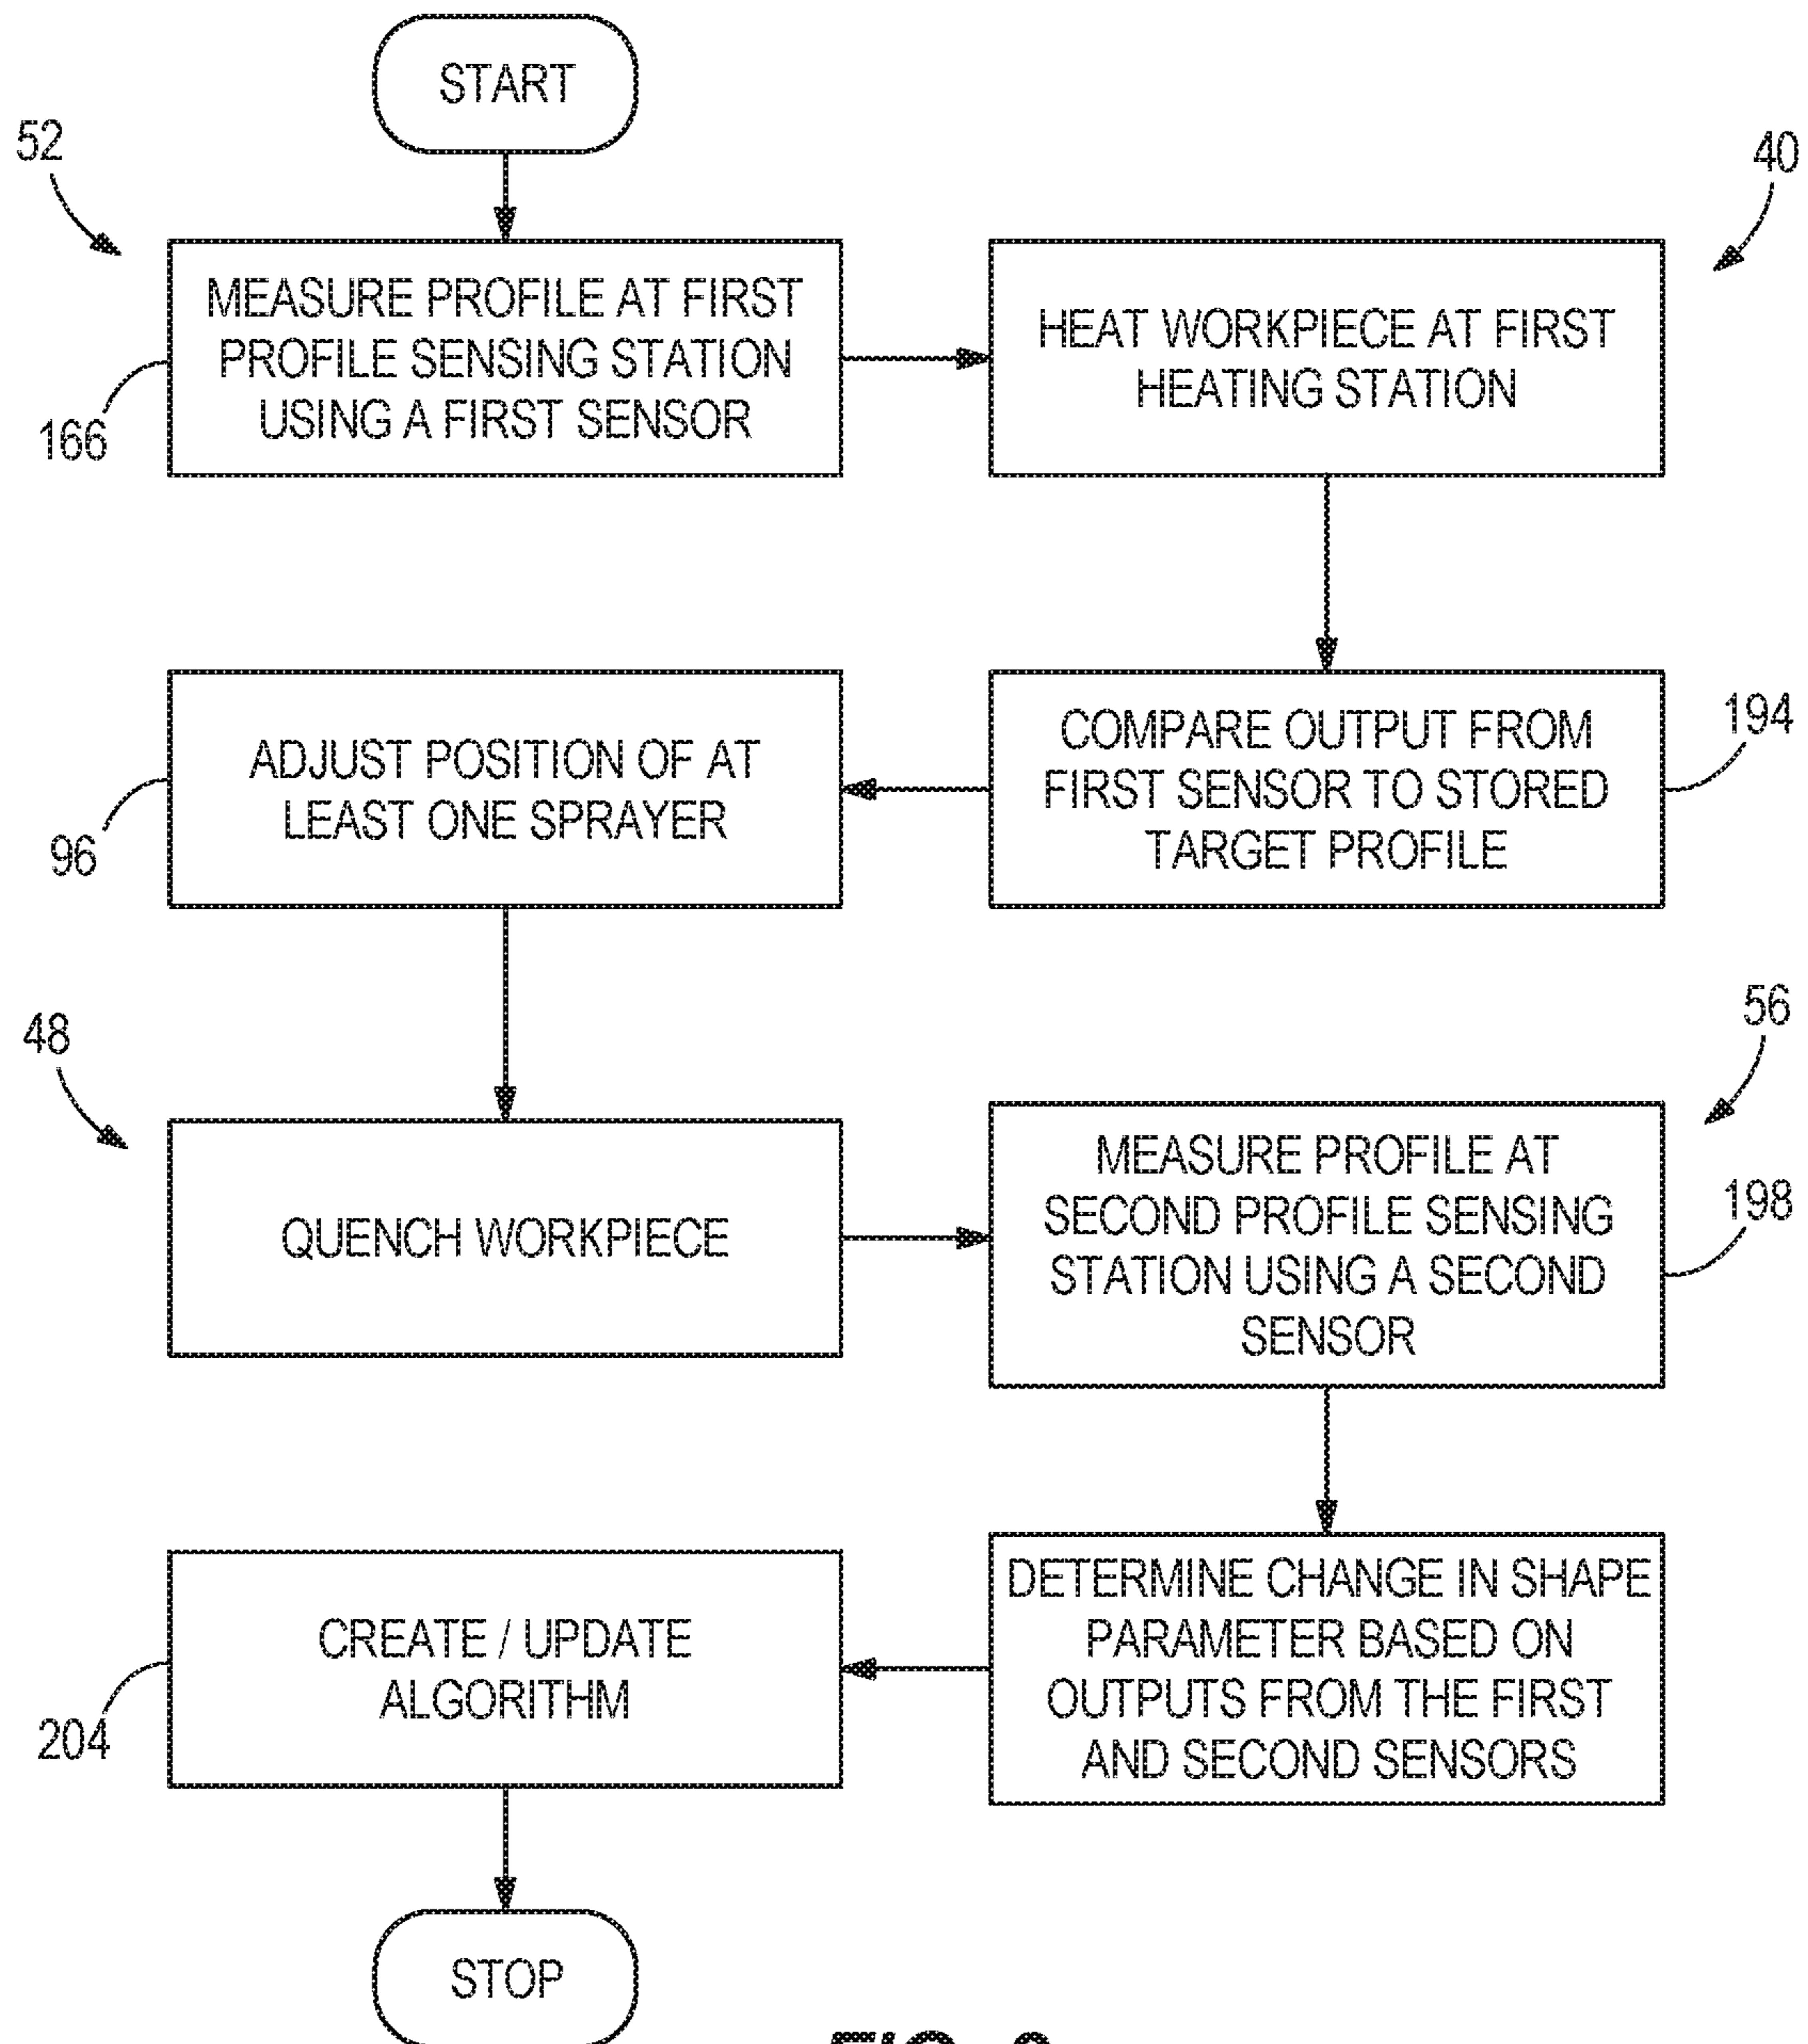 START
52
40
MEASURE PROFILE AT FIRST
PROFILE SENSING STATION
USING A FIRST SENSOR
166
HEAT WORKPIECE AT FIRST
HEATING STATION
COMPARE OUTPUT FROM
FIRST SENSOR TO STORED
TARGET PROFILE
194
ADJUST POSITION OF AT
LEAST ONE SPRAYER
96
48
QUENCH WORKPIECE
56
MEASURE PROFILE AT
SECOND PROFILE SENSING
STATION USING A SECOND
SENSOR
198
DETERMINE CHANGE IN SHAPE
PARAMETER BASED ON
OUTPUTS FROM THE FIRST
AND SECOND SENSORS
CREATE / UPDATE
ALGORITHM
204
STOP